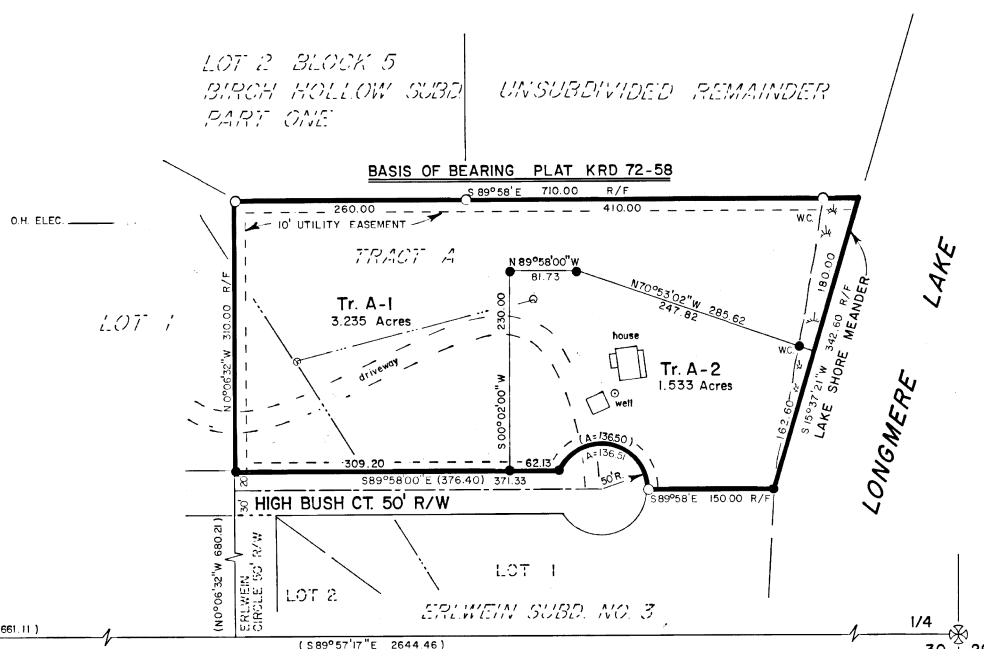 LOT 2 BLOCK 5
BIRCH HOLLOW SUBD.
PART ONE
UNSUBDIVIDED REMAINDER
BASIS OF BEARING PLAT KRD 72-58
S 89°58'E 710.00 R/F
260.00
410.00
O.H. ELEC.
10' UTILITY EASEMENT
W.C.
TRACT A
N 89°58'00"W
81.73
N70°53'02"W 285.62
247.82
180.00
S 15°37'21"W 342.60 R/F
LAKE SHORE MEANDER
LONGMERE LAKE
LOT 1
N0°06'32"W 310.00 R/F
Tr. A-1
3.235 Acres
230.00
S 00°02'00"W
driveway
house
W.C.
Tr. A-2
1.533 Acres
well
162.60
(A=136.50)
(A=136.51
50'R.
309.20
62.13
S89°58'00"E (376.40) 371.33
S89°58'E 150.00 R/F
20
30'
HIGH BUSH CT. 50' R/W
(N0°06'32"W 680.21)
ERLWEIN
CIRCLE 50' R/W
LOT 2
LOT 1
ERLWEIN SUBD. NO. 3
661.11)
(S89°57'17"E 2644.46)
1/4
30